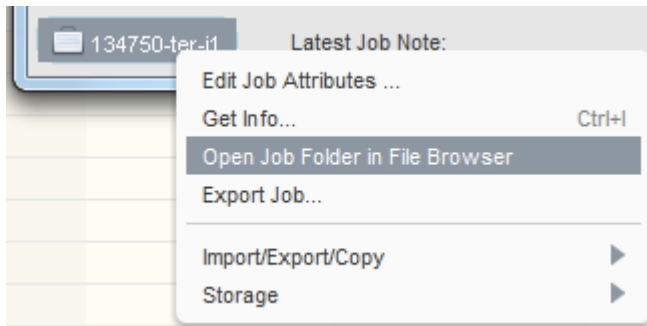 134750-ter-i1 Latest Job Note:
Edit Job Attributes ...
Get Info... Ctrl+I
Open Job Folder in File Browser
Export Job...
Import/Export/Copy
Storage